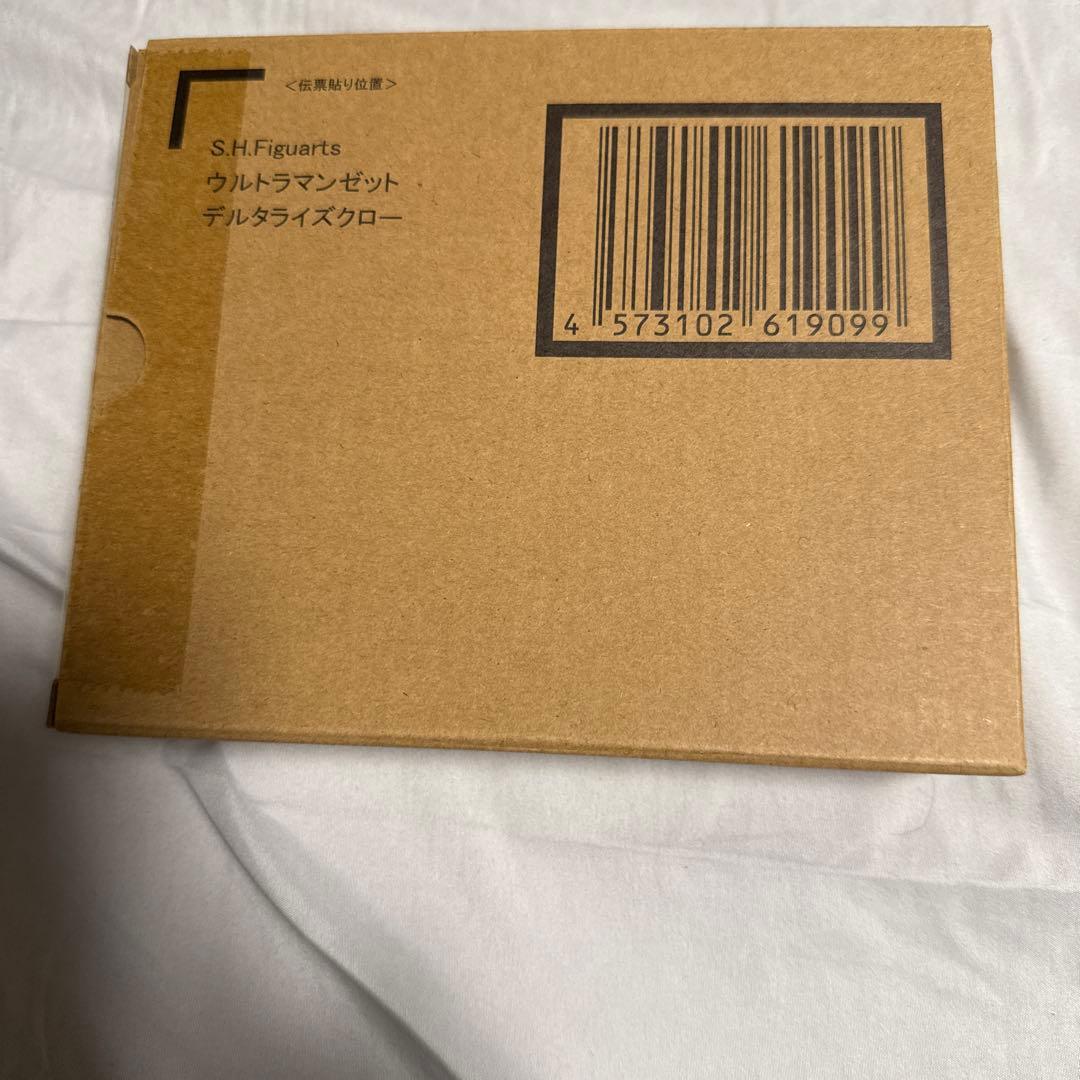 ＜伝票貼り位置＞
S.H.Figuarts
ウルトラマンゼット
デルタライズクロー
4 573102 619099